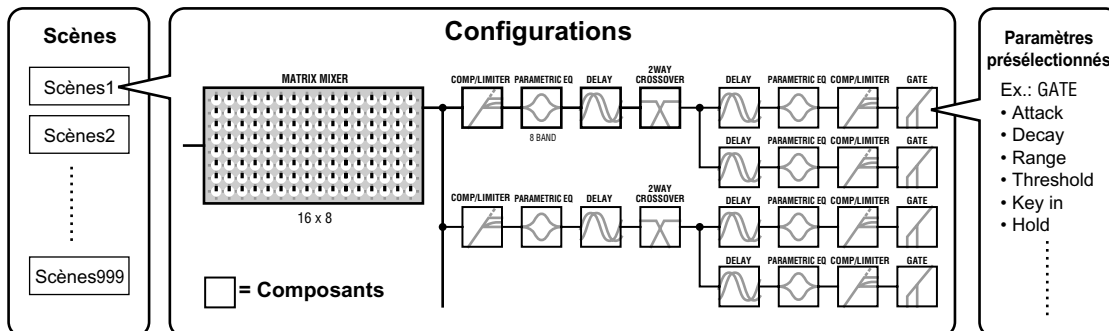 Scènes
Scènes1
Scènes2
Scènes999
Configurations
MATRIX MIXER
16 x 8
COMP/LIMITER PARAMETRIC EQ DELAY 2WAY CROSSOVER
8 BAND
DELAY PARAMETRIC EQ COMP/LIMITER GATE
DELAY PARAMETRIC EQ COMP/LIMITER GATE
COMP/LIMITER PARAMETRIC EQ DELAY 2WAY CROSSOVER
DELAY PARAMETRIC EQ COMP/LIMITER GATE
DELAY PARAMETRIC EQ COMP/LIMITER GATE
= Composants
Paramètres
présélectionnés
Ex.: GATE
• Attack
• Decay
• Range
• Threshold
• Key in
• Hold